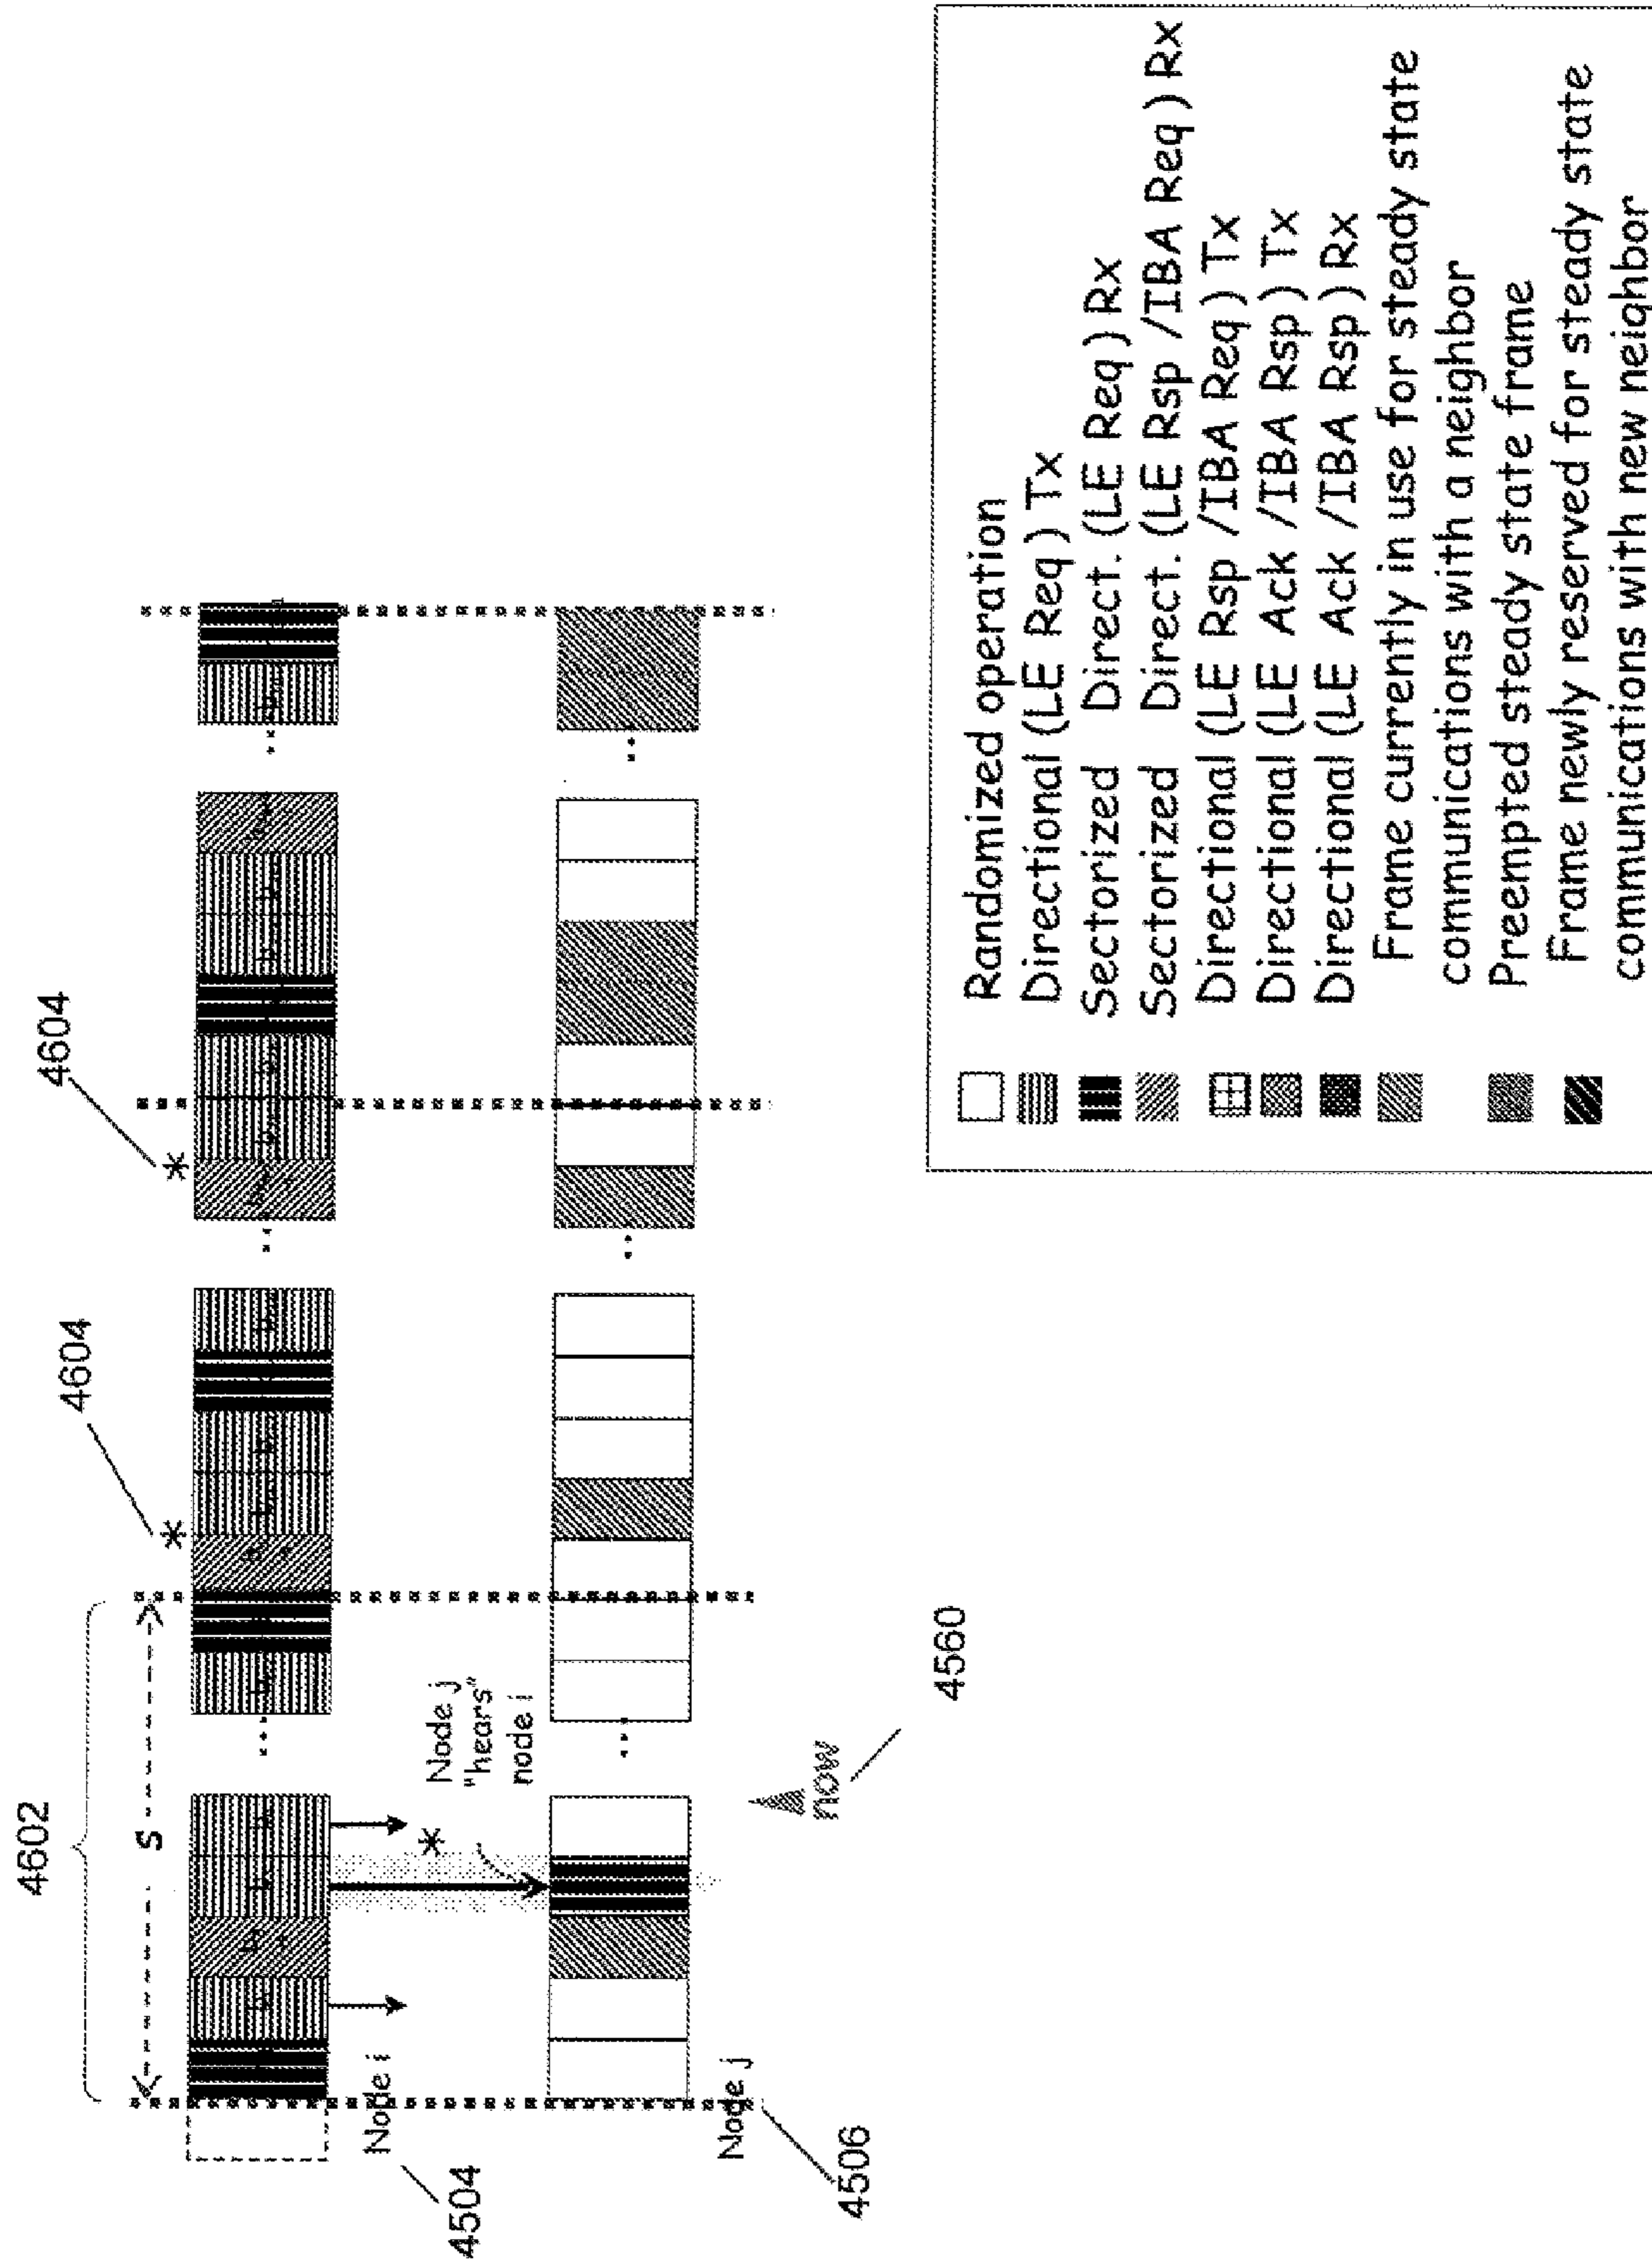 4602
S
4604
4604
*
*
Node i
4504
Node j
"hears"
node i
*
Node j
4506
now
4560
Randomized operation
Directional (LE Req) Tx
Sectorized Direct. (LE Req) Rx
Sectorized Direct. (LE Rsp /IBA Req) Rx
Directional (LE Rsp /IBA Req) Tx
Directional (LE Ack /IBA Rsp) Tx
Directional (LE Ack /IBA Rsp) Rx
Frame currently in use for steady state
communications with a neighbor
Preempted steady state frame
Frame newly reserved for steady state
communications with new neighbor